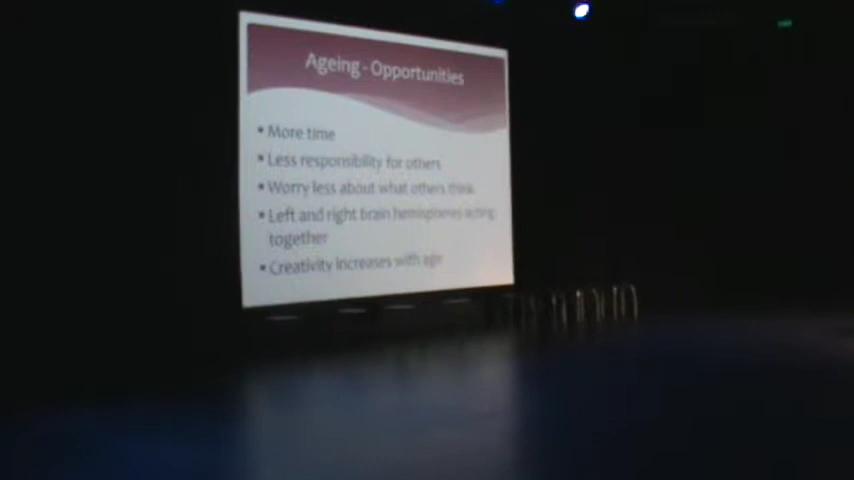 Ageing - Opportunities
▪ More time
▪ Less responsibility for others
▪ Worry less about what others think
▪ Left and right brain hemispheres acting
together
▪ Creativity increases with age